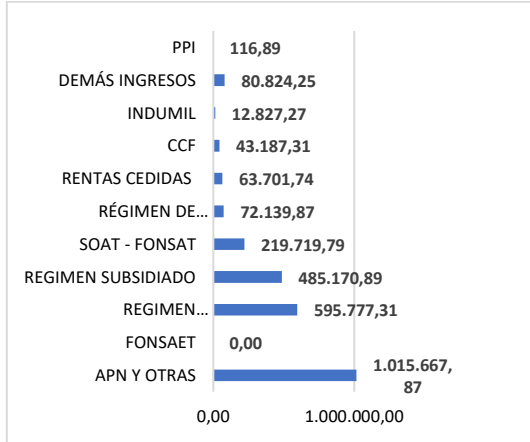 PPI 116,89
DEMÁS INGRESOS 80.824,25
INDUMIL 12.827,27
CCF 43.187,31
RENTAS CEDIDAS 63.701,74
RÉGIMEN DE… 72.139,87
SOAT - FONSAT 219.719,79
REGIMEN SUBSIDIADO 485.170,89
REGIMEN… 595.777,31
FONSAET 0,00
APN Y OTRAS 1.015.667,
87
0,00 1.000.000,00